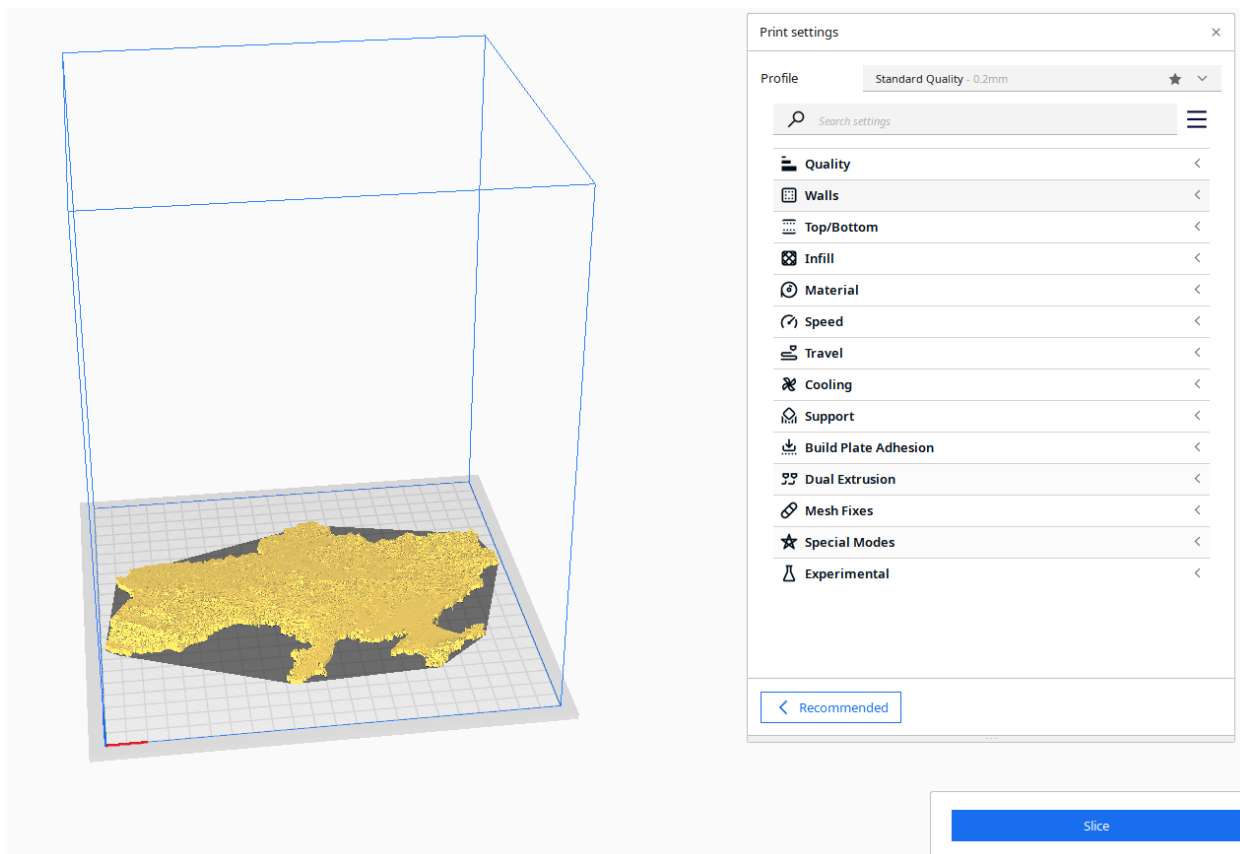 Print settings
Profile
Standard Quality - 0.2mm
Search settings
Quality
Walls
Top/Bottom
Infill
Material
Speed
Travel
Cooling
Support
Build Plate Adhesion
Dual Extrusion
Mesh Fixes
Special Modes
Experimental
Recommended
Slice